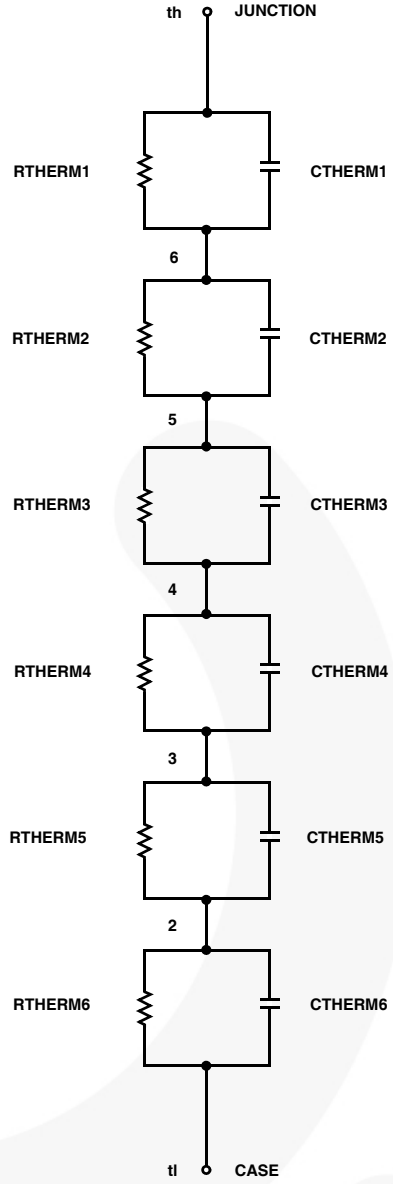 th JUNCTION
RTHERM1 CTHERM1
6
RTHERM2 CTHERM2
5
RTHERM3 CTHERM3
4
RTHERM4 CTHERM4
3
RTHERM5 CTHERM5
2
RTHERM6 CTHERM6
tl CASE